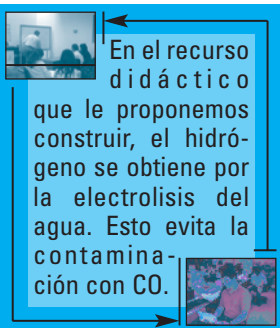 En el recurso
didáctico
que le proponemos
construir, el hidró-
geno se obtiene por
la electrolisis del
agua. Esto evita la
contamina-
ción con CO.